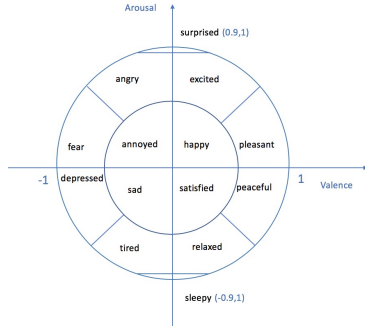 Arousal
surprised (0.9,1)
angry
excited
fear
annoyed
happy
pleasant
-1
depressed
sad
satisfied
peaceful
1
Valence
tired
relaxed
sleepy (-0.9,1)